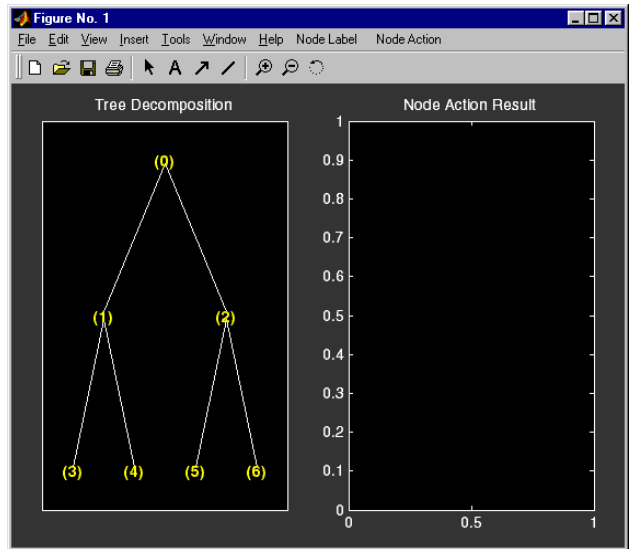 Figure No. 1
File Edit View Insert Tools Window Help Node Label Node Action
A
Tree Decomposition
(0)
(1) (2)
(3) (4) (5) (6)
Node Action Result
1
0.9
0.8
0.7
0.6
0.5
0.4
0.3
0.2
0.1
0
0 0.5 1